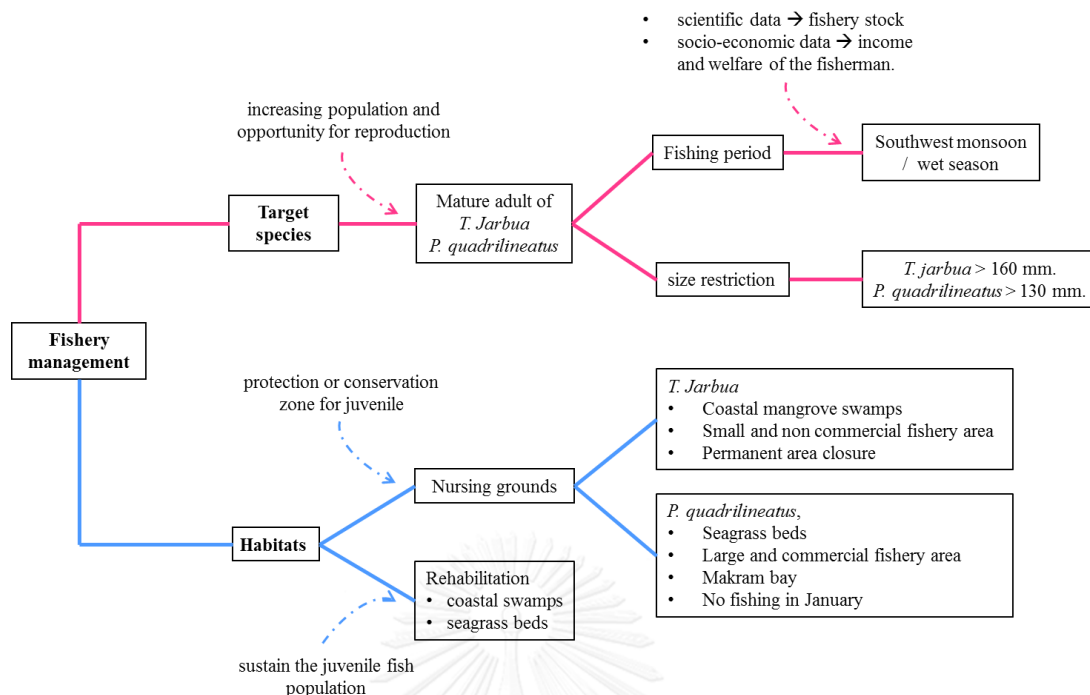 • scientific data → fishery stock
• socio-economic data → income
and welfare of the fisherman.
increasing population and
opportunity for reproduction
Fishing period
Southwest monsoon
/ wet season
Target
species
Mature adult of
T. Jarbua
P. quadrilineatus
size restriction
T. jarbua > 160 mm.
P. quadrilineatus > 130 mm.
Fishery
management
protection or conservation
zone for juvenile
T. Jarbua
• Coastal mangrove swamps
• Small and non commercial fishery area
• Permanent area closure
Nursing grounds
P. quadrilineatus,
• Seagrass beds
• Large and commercial fishery area
• Makram bay
• No fishing in January
Habitats
Rehabilitation
• coastal swamps
• seagrass beds
sustain the juvenile fish
population